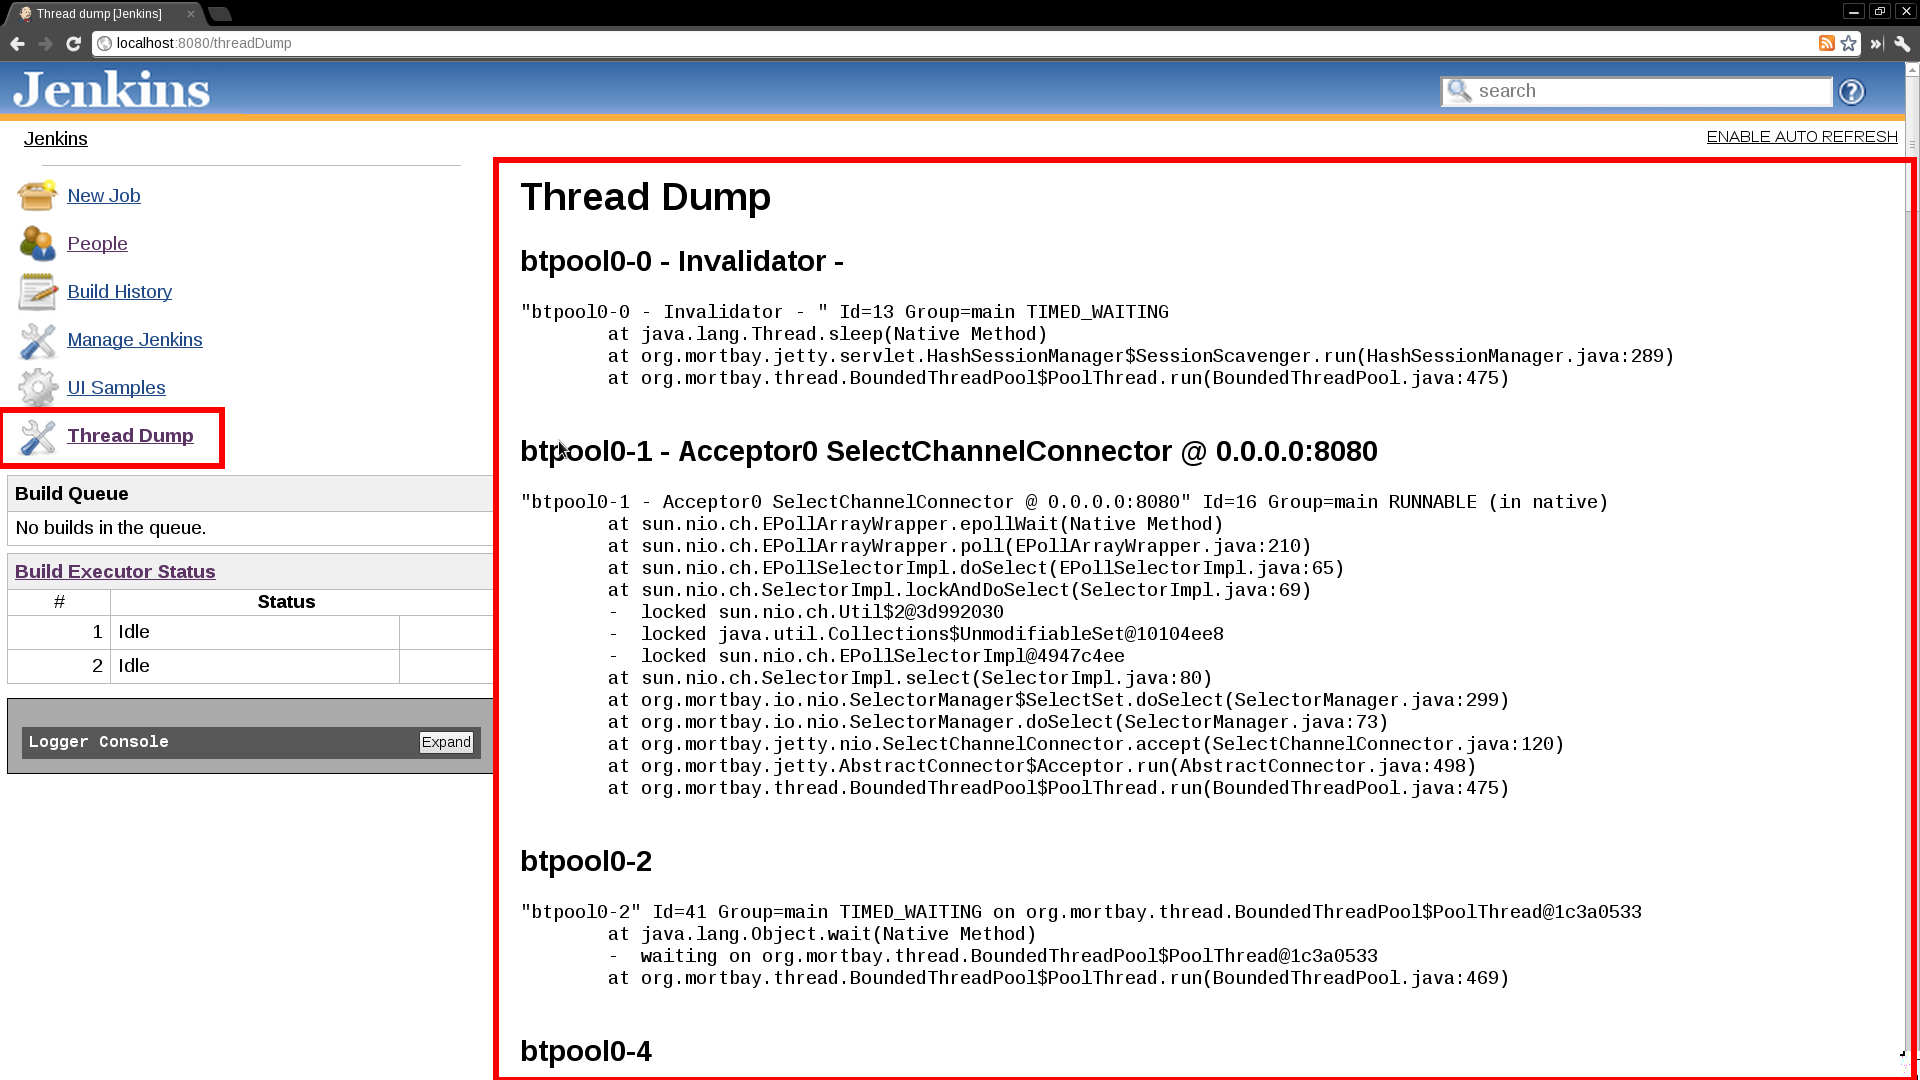 Thread dump [Jenkins]
localhost:8080/threadDump
Jenkins
search
Jenkins
ENABLE AUTO REFRESH
New Job
People
Build History
Manage Jenkins
UI Samples
Thread Dump
Build Queue
No builds in the queue.
Build Executor Status
# Status
1 Idle
2 Idle
Logger Console Expand
Thread Dump
btpool0-0 - Invalidator -
"btpool0-0 - Invalidator - " Id=13 Group=main TIMED_WAITING
at java.lang.Thread.sleep(Native Method)
at org.mortbay.jetty.servlet.HashSessionManager$SessionScavenger.run(HashSessionManager.java:289)
at org.mortbay.thread.BoundedThreadPool$PoolThread.run(BoundedThreadPool.java:475)
btpool0-1 - Acceptor0 SelectChannelConnector @ 0.0.0.0:8080
"btpool0-1 - Acceptor0 SelectChannelConnector @ 0.0.0.0:8080" Id=16 Group=main RUNNABLE (in native)
at sun.nio.ch.EPollArrayWrapper.epollWait(Native Method)
at sun.nio.ch.EPollArrayWrapper.poll(EPollArrayWrapper.java:210)
at sun.nio.ch.EPollSelectorImpl.doSelect(EPollSelectorImpl.java:65)
at sun.nio.ch.SelectorImpl.lockAndDoSelect(SelectorImpl.java:69)
- locked sun.nio.ch.Util$2@3d992030
- locked java.util.Collections$UnmodifiableSet@10104ee8
- locked sun.nio.ch.EPollSelectorImpl@4947c4ee
at sun.nio.ch.SelectorImpl.select(SelectorImpl.java:80)
at org.mortbay.io.nio.SelectorManager$SelectSet.doSelect(SelectorManager.java:299)
at org.mortbay.io.nio.SelectorManager.doSelect(SelectorManager.java:73)
at org.mortbay.jetty.nio.SelectChannelConnector.accept(SelectChannelConnector.java:120)
at org.mortbay.jetty.AbstractConnector$Acceptor.run(AbstractConnector.java:498)
at org.mortbay.thread.BoundedThreadPool$PoolThread.run(BoundedThreadPool.java:475)
btpool0-2
"btpool0-2" Id=41 Group=main TIMED_WAITING on org.mortbay.thread.BoundedThreadPool$PoolThread@1c3a0533
at java.lang.Object.wait(Native Method)
- waiting on org.mortbay.thread.BoundedThreadPool$PoolThread@1c3a0533
at org.mortbay.thread.BoundedThreadPool$PoolThread.run(BoundedThreadPool.java:469)
btpool0-4